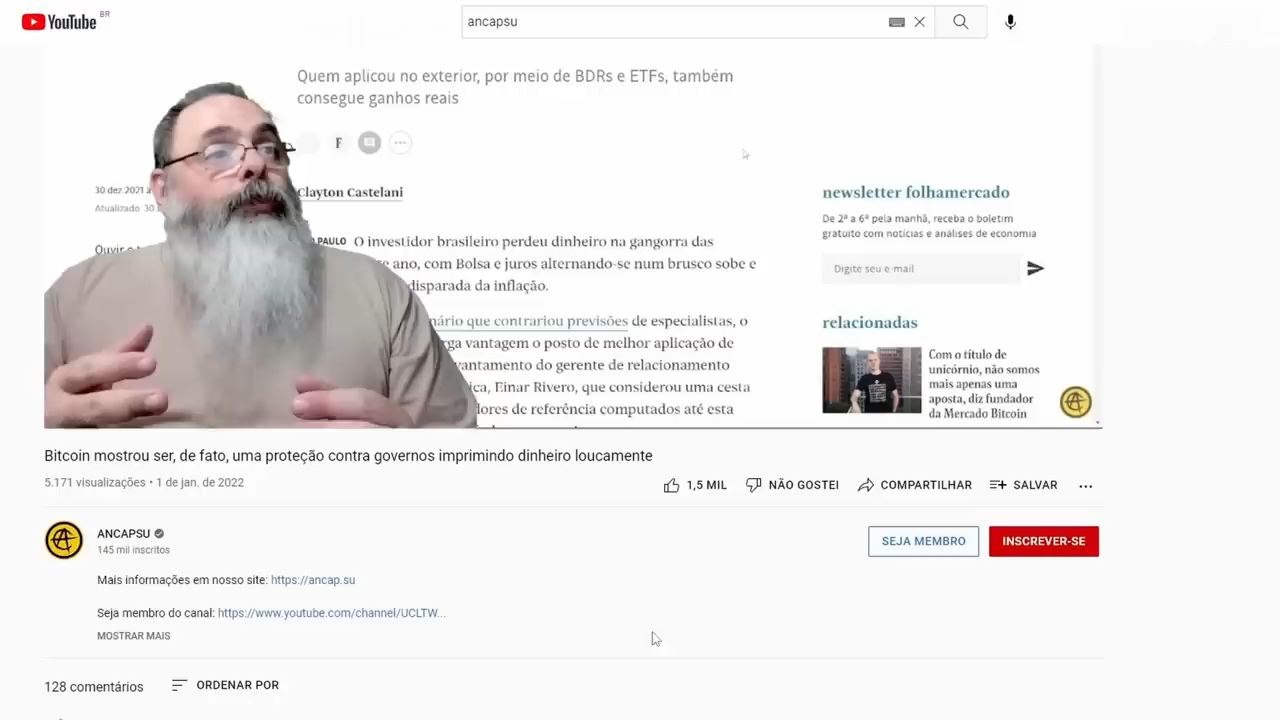 YouTube BR
ancapsu
Quem aplicou no exterior, por meio de BDRs e ETFs, também
consegue ganhos reais
F
30 dez.2021 à
Clayton Castelani
Atualizado 30
newsletter folhamercado
De 2ª a 6ª pela manhã, receba o boletim
gratuito com notícias e análises de economia
Digite seu e-mail
O investidor brasileiro perdeu dinheiro na gangorra das
ano, com Bolsa e juros alternando-se num brusco sobe e
disparada da inflação.
que contrariou previsões de especialistas, o
vantagem o posto de melhor aplicação de
do gerente de relacionamento
Einar Rivero, que considerou uma cesta
de referência computados até esta
relacionadas
Com o título de
unicórnio, não somos
mais apenas uma
aposta, diz fundador
da Mercado Bitcoin
Bitcoin mostrou ser, de fato, uma proteção contra governos imprimindo dinheiro loucamente
5.171 visualizações • 1 de jan. de 2022
1,5 MIL NÃO GOSTEI COMPARTILHAR SALVAR ...
ANCAPSU
145 mil inscritos
SEJA MEMBRO
INSCREVER-SE
Mais informações em nosso site: https://ancap.su
Seja membro do canal: https://www.youtube.com/channel/UCLTW...
MOSTRAR MAIS
128 comentários
ORDENAR POR